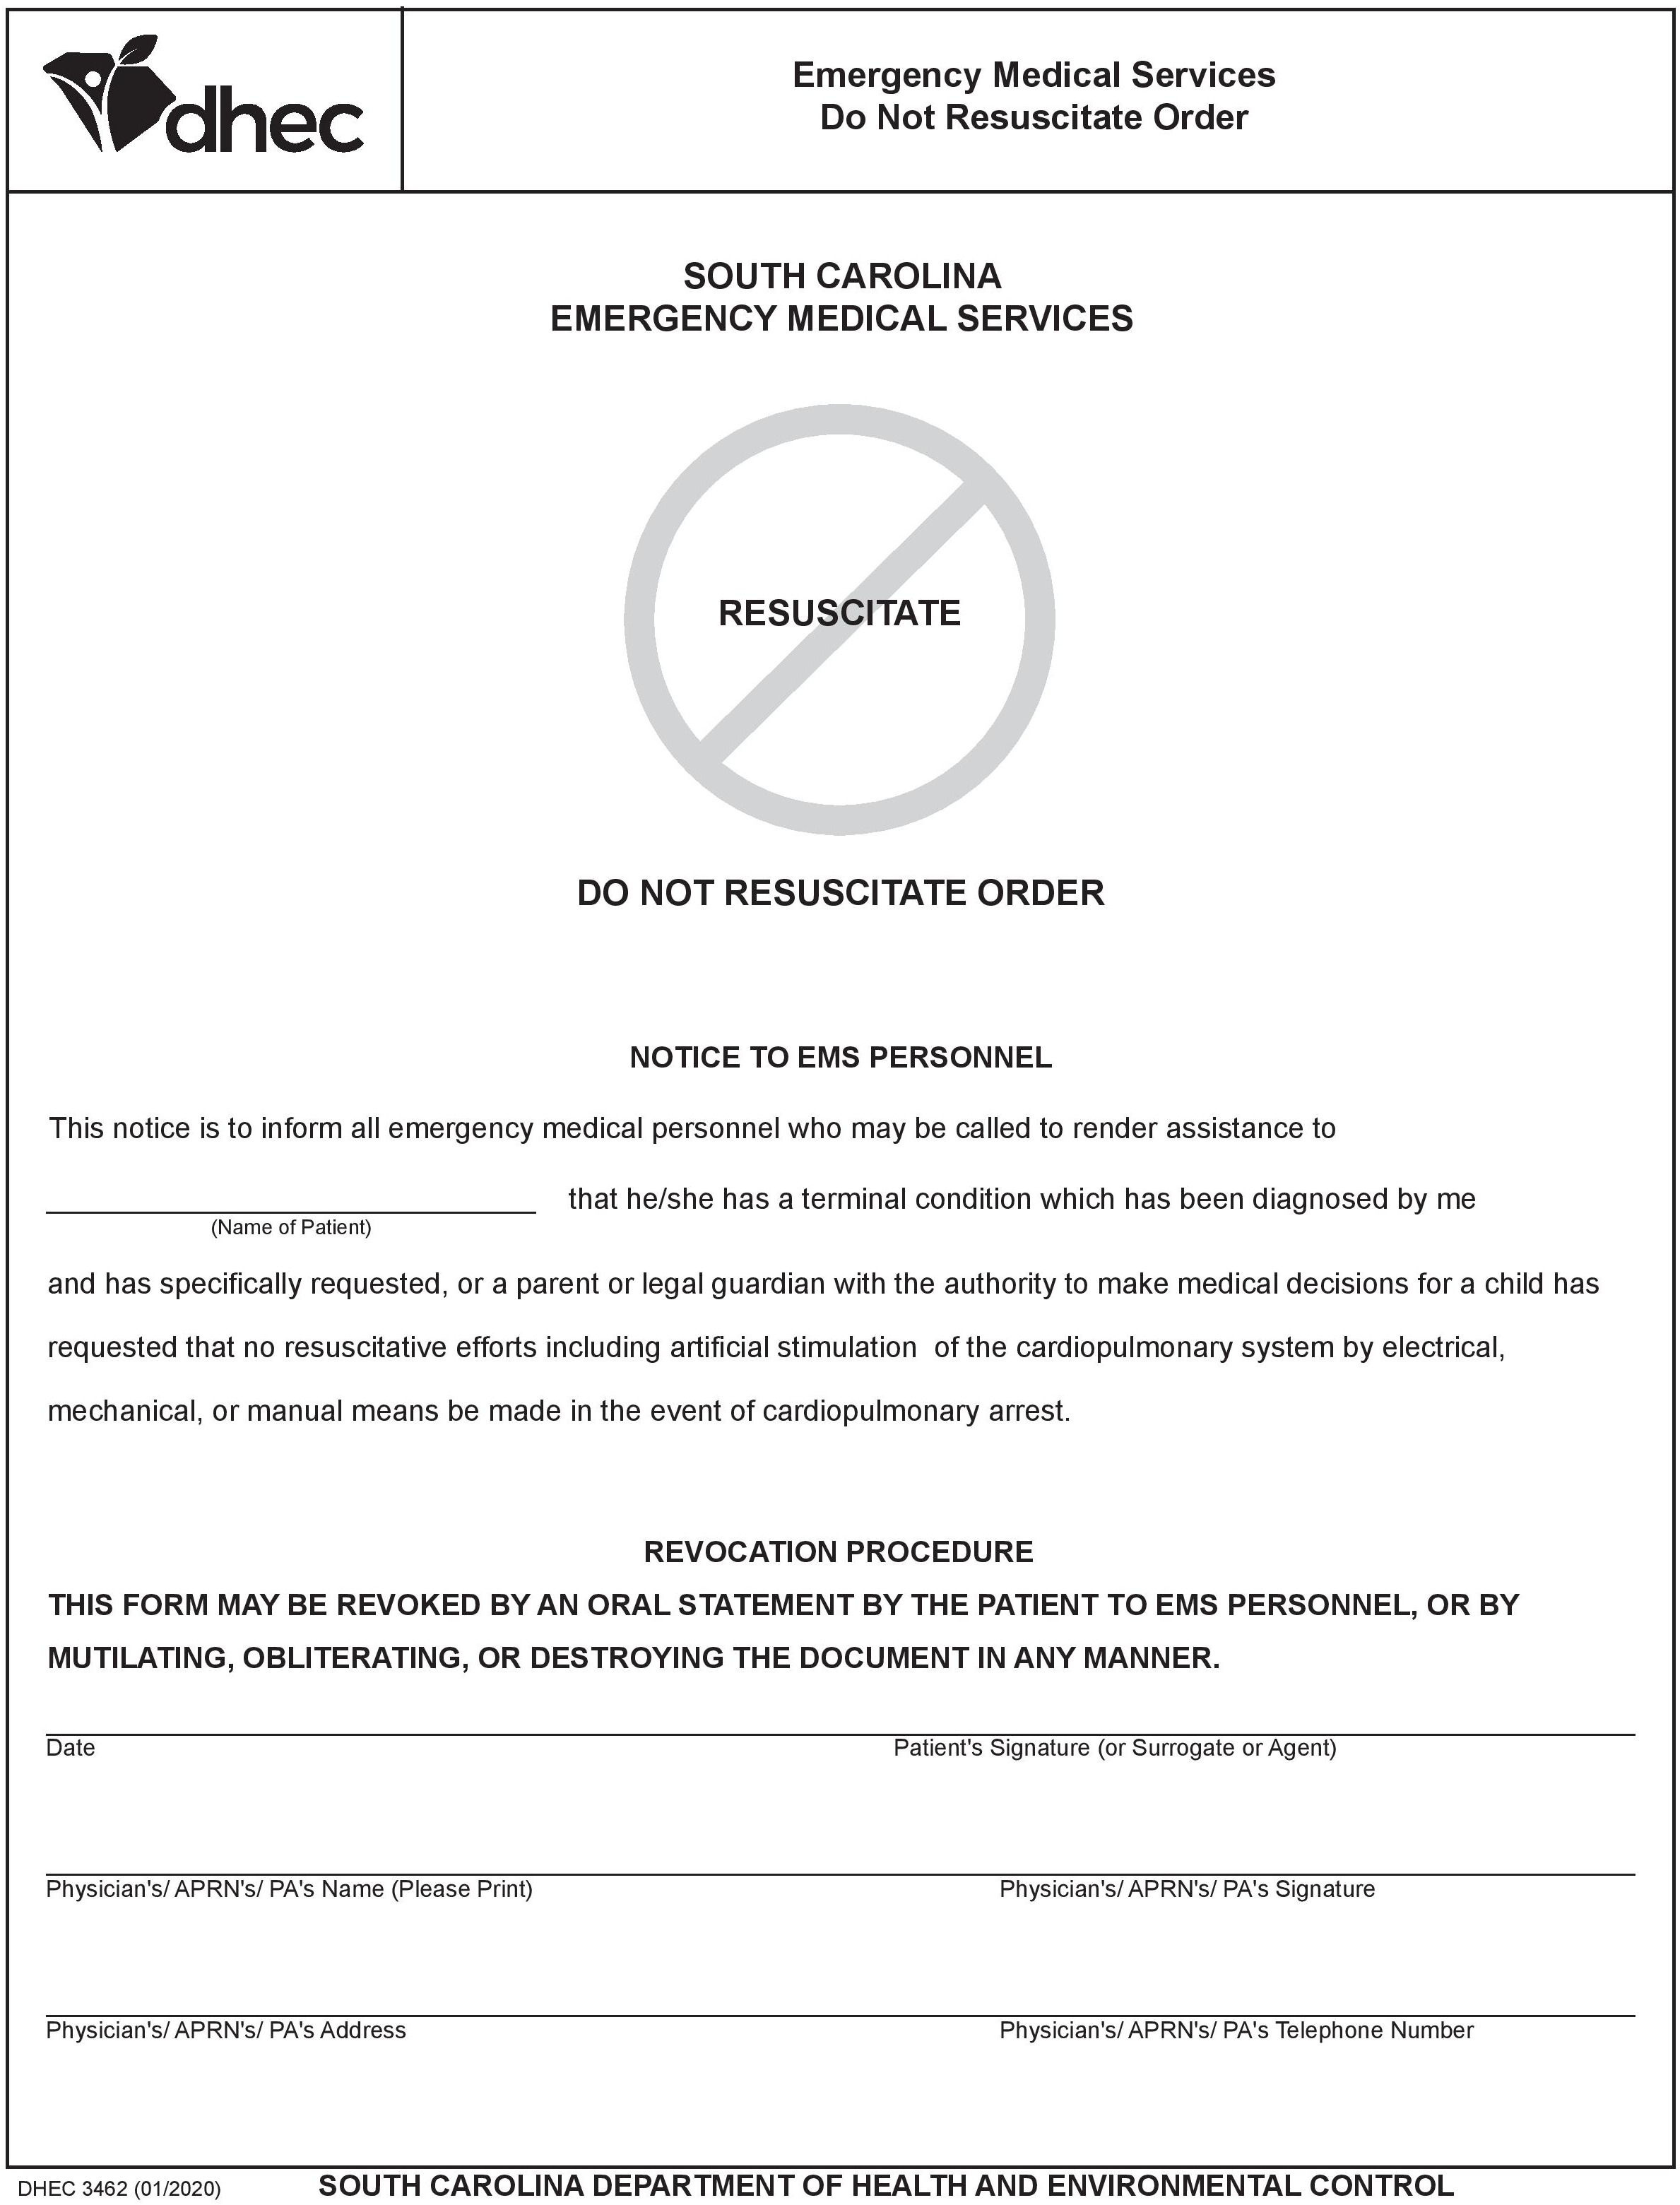 dhec
Emergency Medical Services
Do Not Resuscitate Order
SOUTH CAROLINA
EMERGENCY MEDICAL SERVICES
RESUSCITATE
DO NOT RESUSCITATE ORDER
NOTICE TO EMS PERSONNEL
This notice is to inform all emergency medical personnel who may be called to render assistance to
that he/she has a terminal condition which has been diagnosed by me
(Name of Patient)
and has specifically requested, or a parent or legal guardian with the authority to make medical decisions for a child has
requested that no resuscitative efforts including artificial stimulation of the cardiopulmonary system by electrical,
mechanical, or manual means be made in the event of cardiopulmonary arrest.
REVOCATION PROCEDURE
THIS FORM MAY BE REVOKED BY AN ORAL STATEMENT BY THE PATIENT TO EMS PERSONNEL, OR BY
MUTILATING, OBLITERATING, OR DESTROYING THE DOCUMENT IN ANY MANNER.
Date Patient's Signature (or Surrogate or Agent)
Physician's/ APRN's/ PA's Name (Please Print) Physician's/ APRN's/ PA's Signature
Physician's/ APRN's/ PA's Address Physician's/ APRN's/ PA's Telephone Number
DHEC 3462 (01/2020) SOUTH CAROLINA DEPARTMENT OF HEALTH AND ENVIRONMENTAL CONTROL